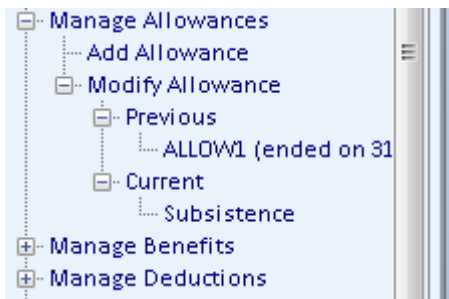 Manage Allowances
Add Allowance
Modify Allowance
Previous
ALLOW1 (ended on 31
Current
Subsistence
Manage Benefits
Manage Deductions